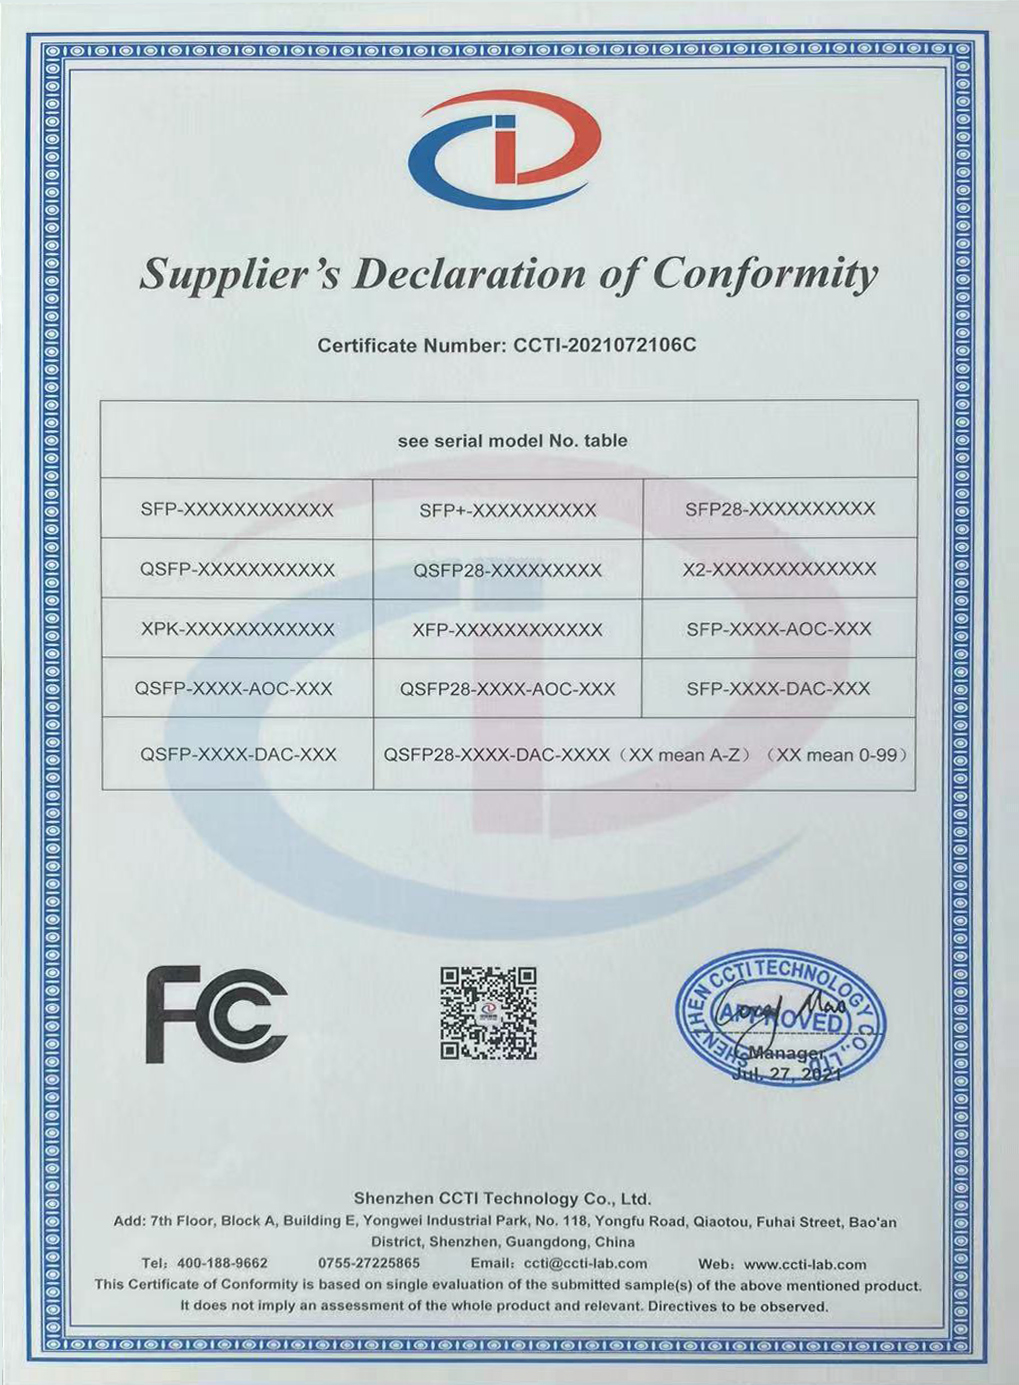 Supplier's Declaration of Conformity
Certificate Number: CCTI-2021072106C
see serial model No. table
SFP-XXXXXXXXXXXX SFP+-XXXXXXXXXX SFP28-XXXXXXXXXX
QSFP-XXXXXXXXXXX QSFP28-XXXXXXXXX X2-XXXXXXXXXXXXX
XPK-XXXXXXXXXXXX XFP-XXXXXXXXXXXX SFP-XXXX-AOC-XXX
QSFP-XXXX-AOC-XXX QSFP28-XXXX-AOC-XXX SFP-XXXX-DAC-XXX
QSFP-XXXX-DAC-XXX QSFP28-XXXX-DAC-XXXX（XX mean A-Z）（XX mean 0-99）
FC
SHENZHEN CCTI TECHNOLOGY CO., LTD
APPROVED
Manager
Jul. 27, 2021
Shenzhen CCTI Technology Co., Ltd.
Add: 7th Floor, Block A, Building E, Yongwei Industrial Park, No. 118, Yongfu Road, Qiaotou, Fuhai Street, Bao'an
District, Shenzhen, Guangdong, China
Tel：400-188-9662 0755-27225865 Email：ccti@ccti-lab.com Web：www.ccti-lab.com
This Certificate of Conformity is based on single evaluation of the submitted sample(s) of the above mentioned product.
It does not imply an assessment of the whole product and relevant. Directives to be observed.